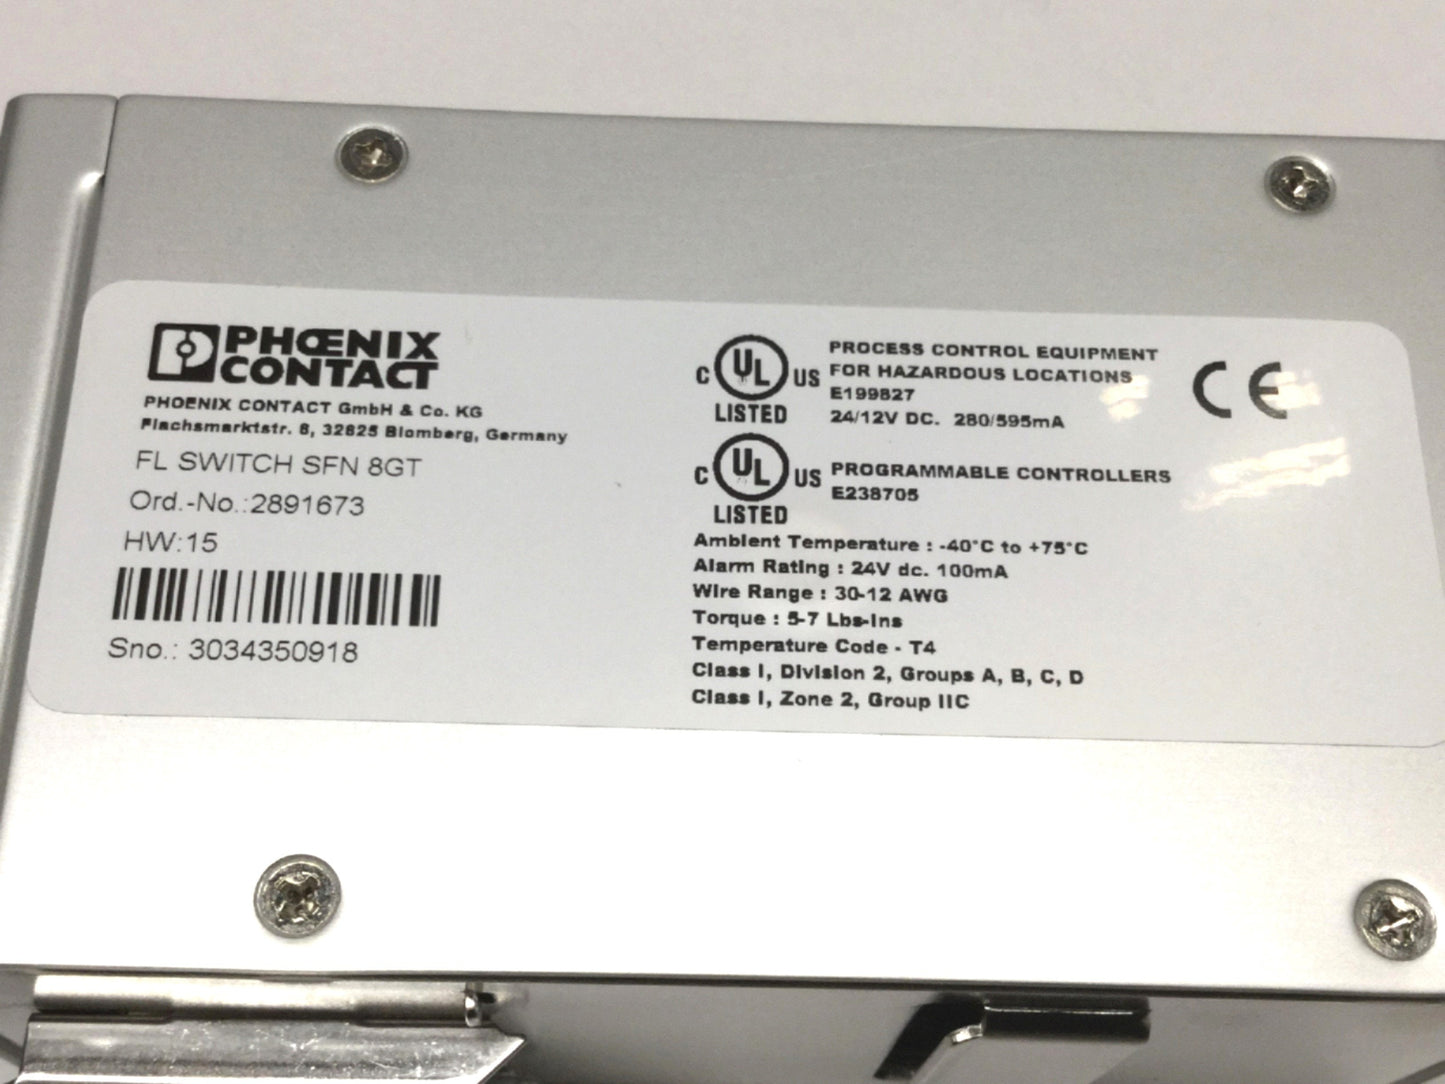 PHŒNIX
CONTACT
PHOENIX CONTACT GmbH & Co. KG
Flachsmarktstr. 8, 32825 Blomberg, Germany
FL SWITCH SFN 8GT
Ord.-No.:2891673
HW:15
Sno.: 3034350918
C UL US
LISTED
PROCESS CONTROL EQUIPMENT
FOR HAZARDOUS LOCATIONS
E199827
24/12V DC. 280/595mA
CE
C UL US
LISTED
PROGRAMMABLE CONTROLLERS
E238705
Ambient Temperature : -40°C to +75°C
Alarm Rating : 24V dc. 100mA
Wire Range : 30-12 AWG
Torque : 5-7 Lbs-Ins
Temperature Code - T4
Class I, Division 2, Groups A, B, C, D
Class I, Zone 2, Group IIC